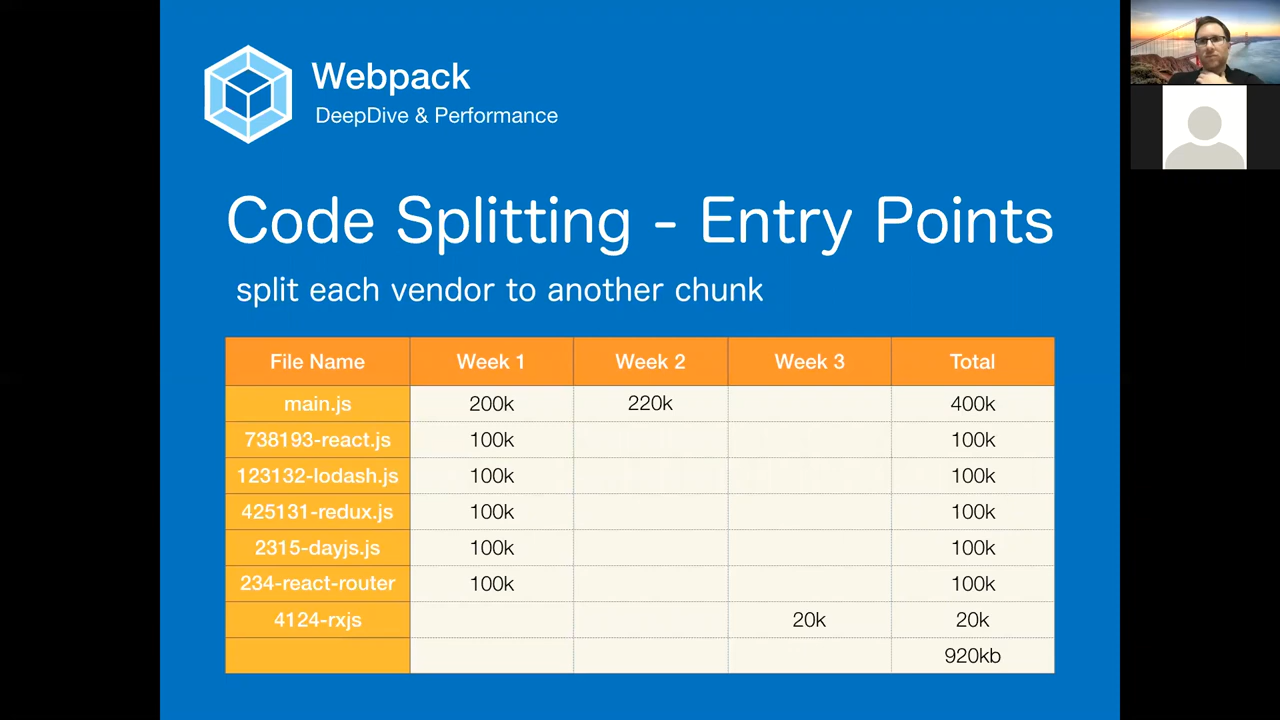 Webpack
DeepDive & Performance
Code Splitting - Entry Points
split each vendor to another chunk
File Name Week 1 Week 2 Week 3 Total
main.js 200k 220k 400k
738193-react.js 100k 100k
123132-lodash.js 100k 100k
425131-redux.js 100k 100k
2315-dayjs.js 100k 100k
234-react-router 100k 100k
4124-rxjs 20k 20k
920kb